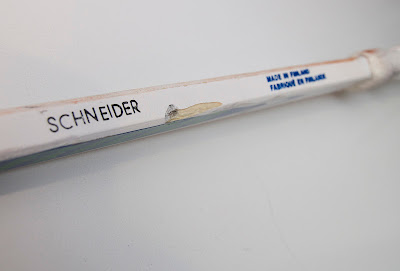 SCHNEIDER
MADE IN FINLAND
FABRIQUÉ EN FINLANDE